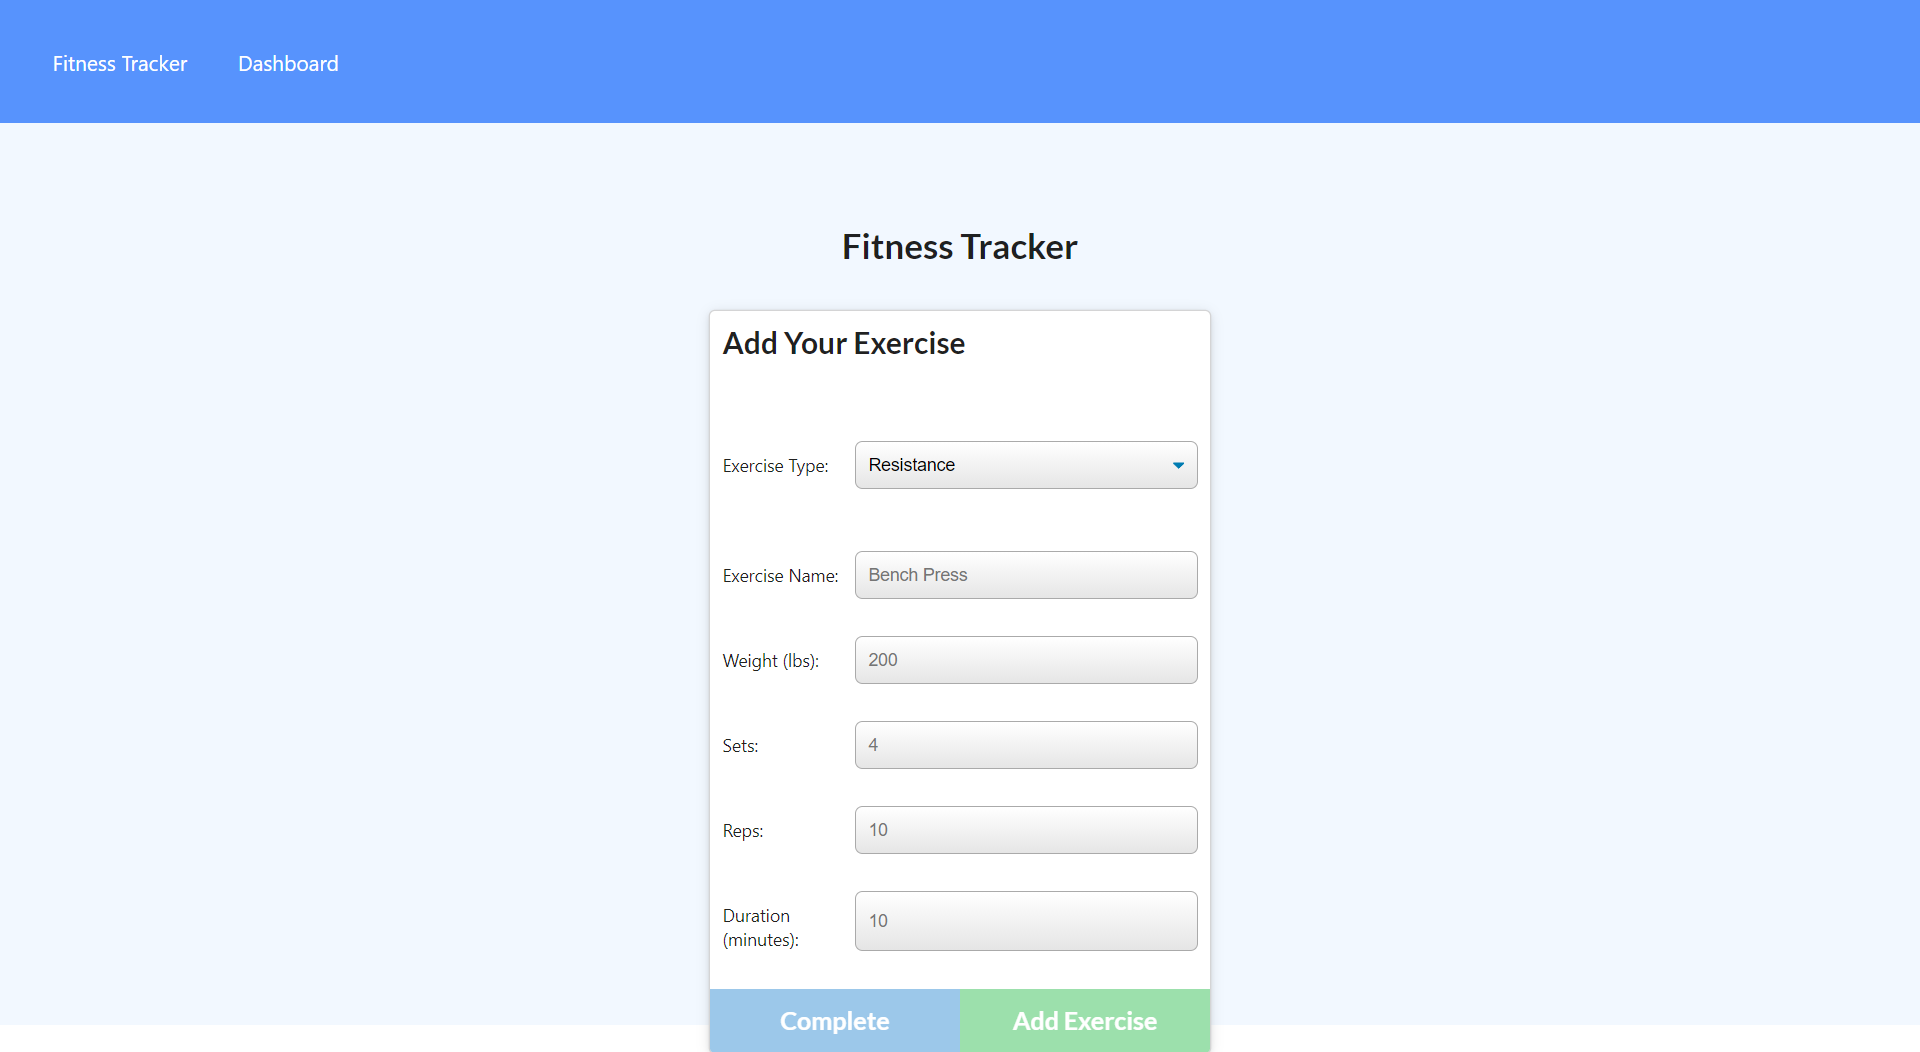 Fitness Tracker
Dashboard
Fitness Tracker
Add Your Exercise
Exercise Type:
Resistance
Exercise Name:
Bench Press
Weight (lbs):
200
Sets:
4
Reps:
10
Duration
(minutes):
10
Complete
Add Exercise